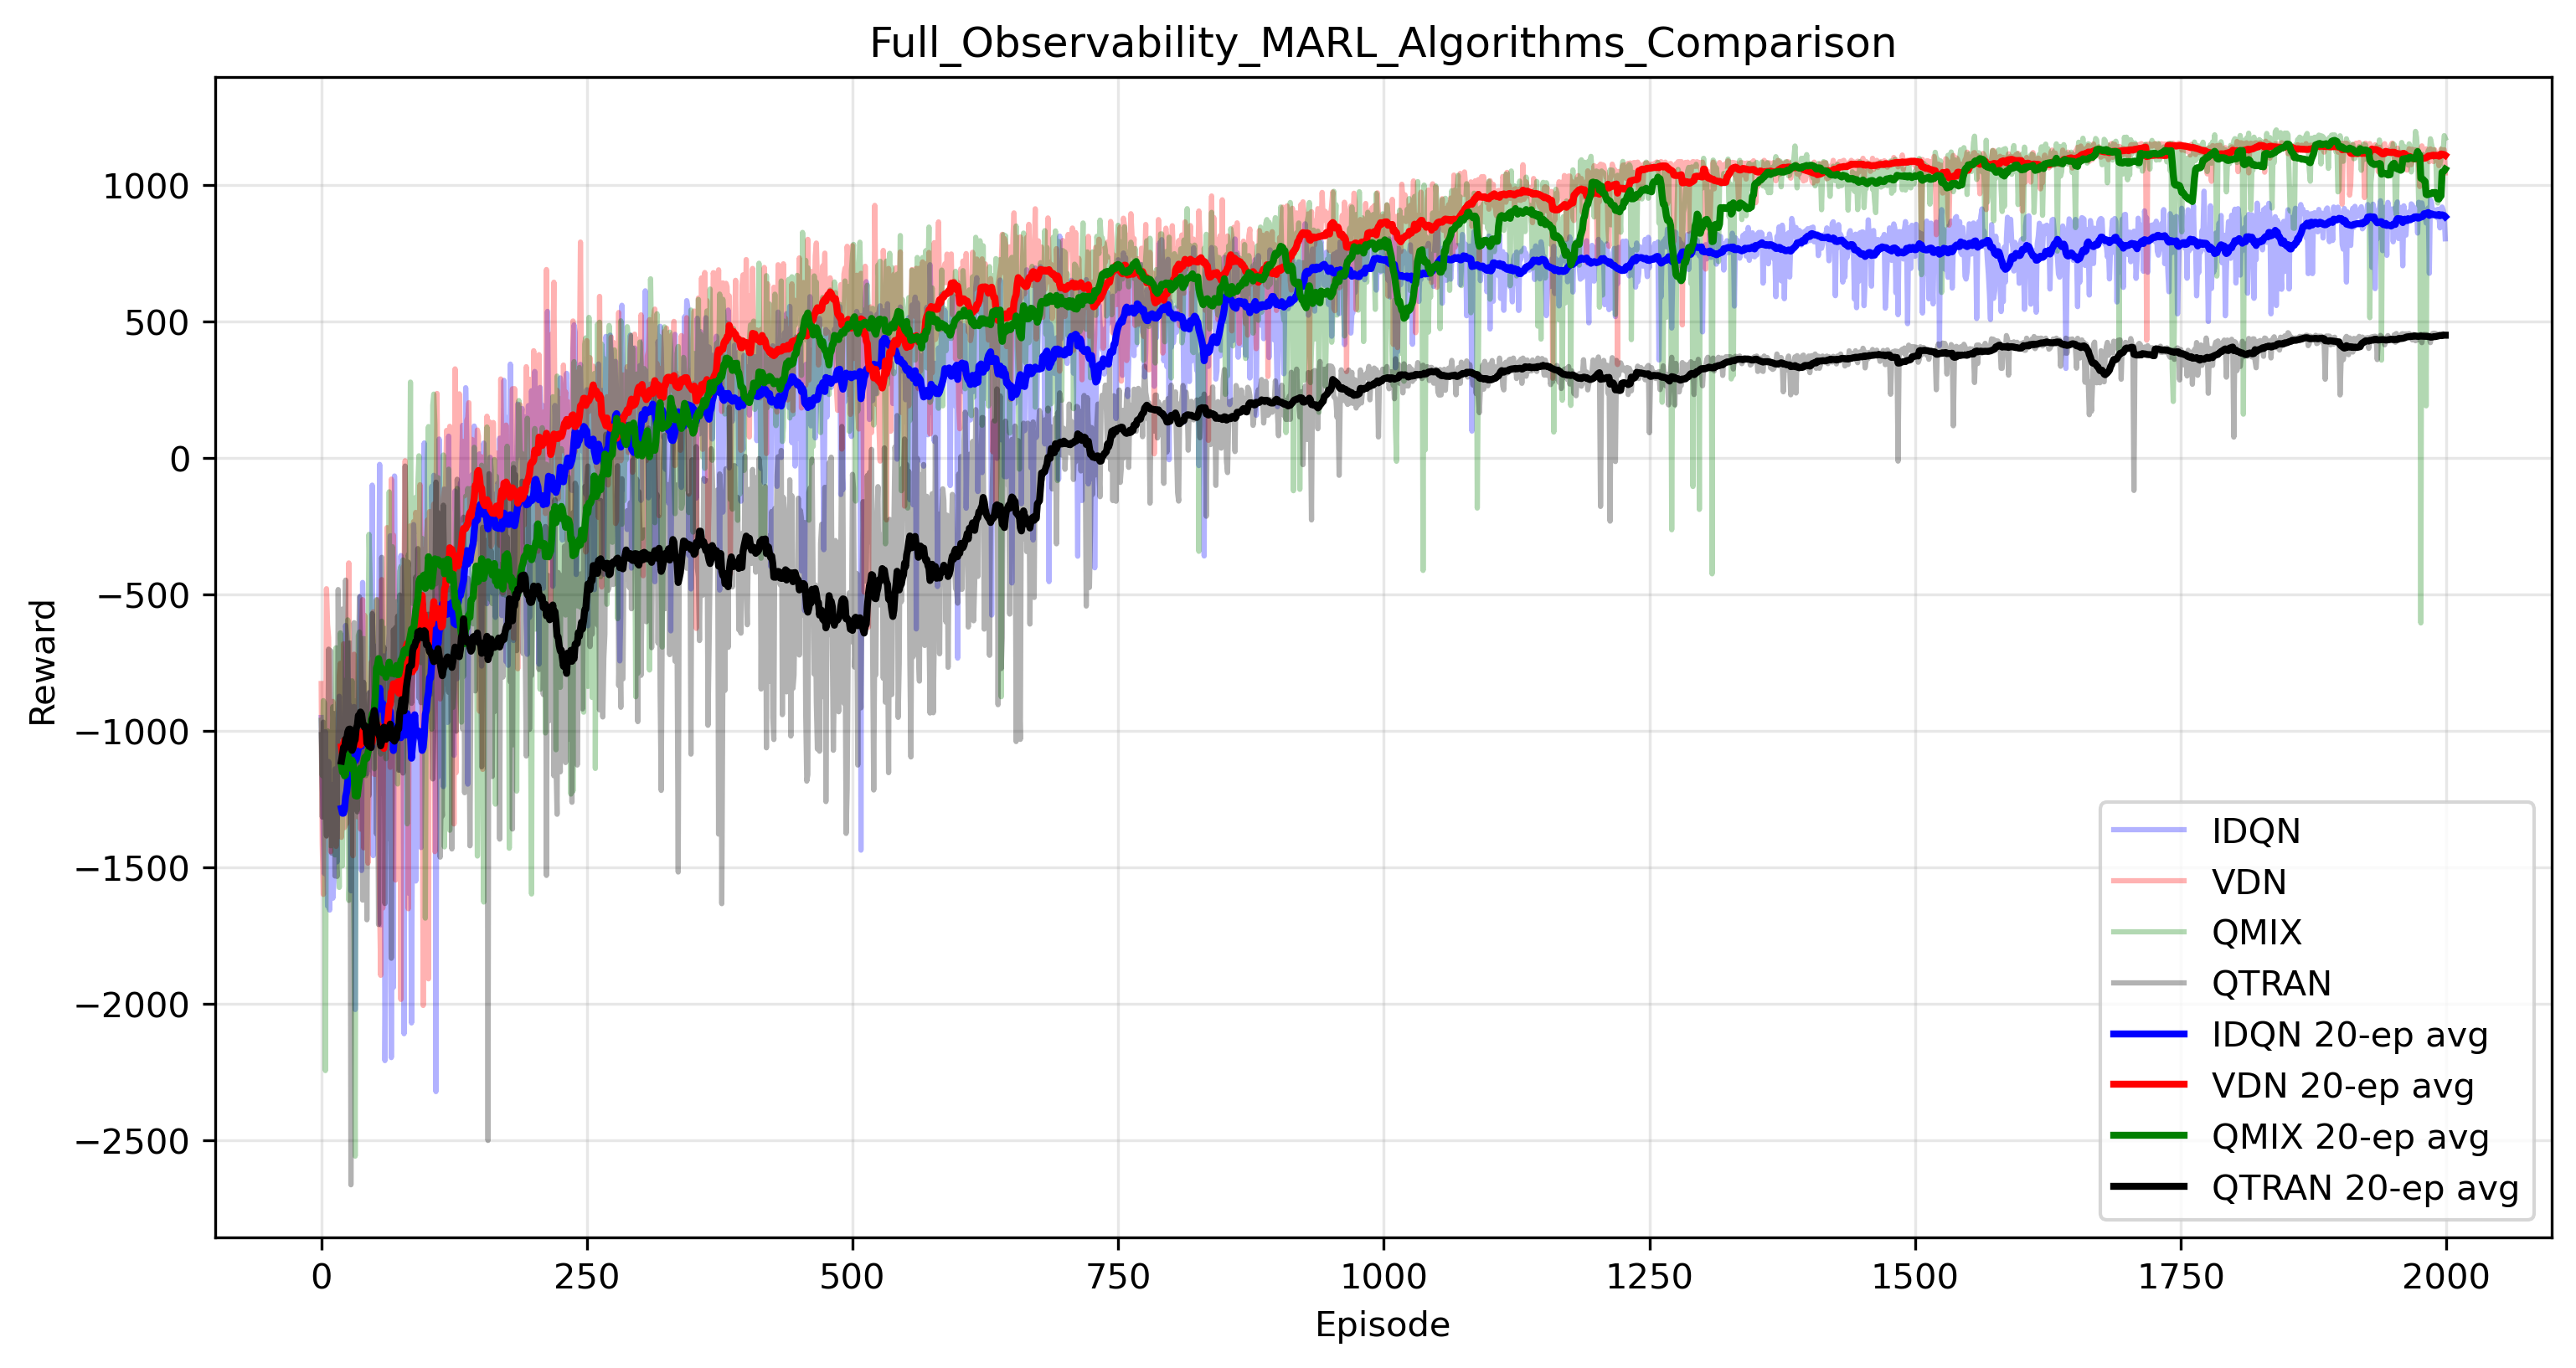 Full_Observability_MARL_Algorithms_Comparison
Reward
1000
500
0
−500
−1000
−1500
−2000
−2500
0 250 500 750 1000 1250 1500 1750 2000
Episode
IDQN
VDN
QMIX
QTRAN
IDQN 20-ep avg
VDN 20-ep avg
QMIX 20-ep avg
QTRAN 20-ep avg